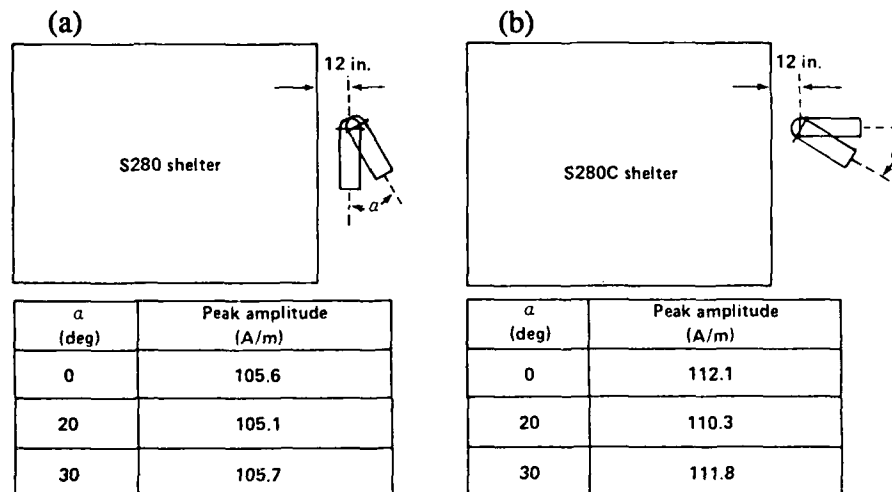 (a)
12 in.
S280 shelter
α
α (deg) Peak amplitude (A/m)
0 105.6
20 105.1
30 105.7
(b)
12 in.
S280C shelter
α (deg) Peak amplitude (A/m)
0 112.1
20 110.3
30 111.8